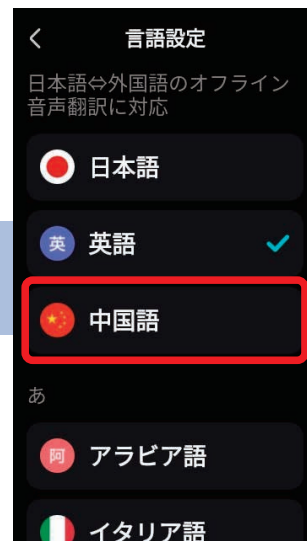 言語設定
日本語⇔外国語のオフライン
音声翻訳に対応
日本語
英 英語
中国語
あ
阿 アラビア語
イタリア語